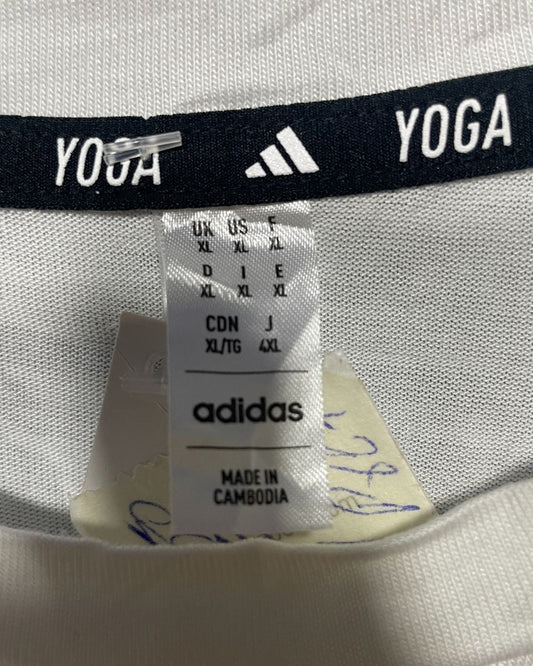 YOGA YOGA
UK US F
XL XL XL
D I E
XL XL XL
CDN J
XL/TG 4XL
adidas
MADE IN
CAMBODIA